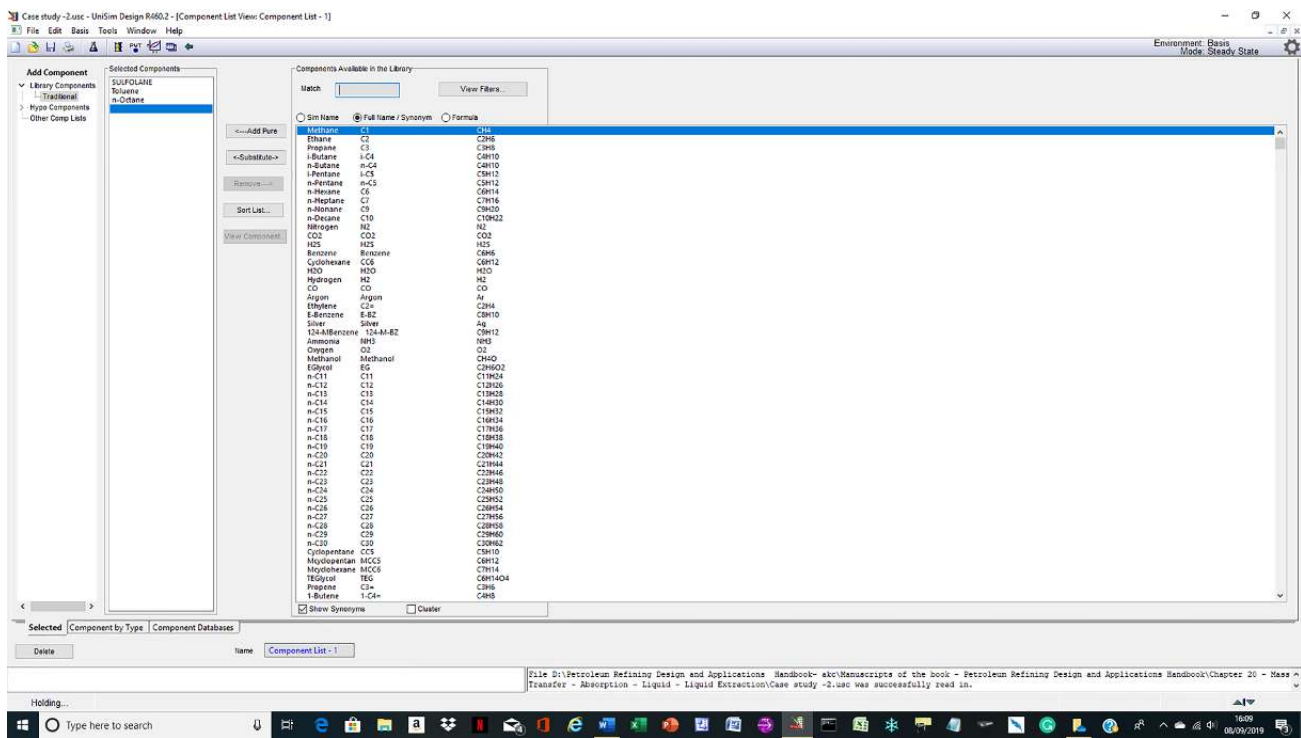 Case study -2.usc - UniSim Design R460.2 - [Component List View: Component List - 1]
File Edit Basis Tools Window Help
Environment: Basis
Mode: Steady State
Add Component
Library Components
Traditional
Hypo Components
Other Comp Lists
Selected Components
SULFOLANE
Toluene
n-Octane
<---Add Pure
<-Substitute->
Remove--->
Sort List...
View Component...
Components Available in the Library
Match
View Filters...
Sim Name Full Name / Synonym Formula
Methane C1 CH4
Ethane C2 C2H6
Propane C3 C3H8
i-Butane i-C4 C4H10
n-Butane n-C4 C4H10
i-Pentane i-C5 C5H12
n-Pentane n-C5 C5H12
n-Hexane C6 C6H14
n-Heptane C7 C7H16
n-Nonane C9 C9H20
n-Decane C10 C10H22
Nitrogen N2 N2
CO2 CO2 CO2
H2S H2S H2S
Benzene Benzene C6H6
Cyclohexane CC6 C6H12
H2O H2O H2O
Hydrogen H2 H2
CO CO CO
Argon Argon Ar
Ethylene C2= C2H4
E-Benzene E-BZ C8H10
Silver Silver Ag
124-MBenzene 124-M-BZ C9H12
Ammonia NH3 NH3
Oxygen O2 O2
Methanol Methanol CH4O
EGlycol EG C2H6O2
n-C11 C11 C11H24
n-C12 C12 C12H26
n-C13 C13 C13H28
n-C14 C14 C14H30
n-C15 C15 C15H32
n-C16 C16 C16H34
n-C17 C17 C17H36
n-C18 C18 C18H38
n-C19 C19 C19H40
n-C20 C20 C20H42
n-C21 C21 C21H44
n-C22 C22 C22H46
n-C23 C23 C23H48
n-C24 C24 C24H50
n-C25 C25 C25H52
n-C26 C26 C26H54
n-C27 C27 C27H56
n-C28 C28 C28H58
n-C29 C29 C29H60
n-C30 C30 C30H62
Cyclopentane CC5 C5H10
Mcyclopentan MCC5 C6H12
Mcyclohexane MCC6 C7H14
TEGlycol TEG C6H14O4
Propene C3= C3H6
1-Butene 1-C4= C4H8
Show Synonyms Cluster
Selected Component by Type Component Databases
Delete Name Component List - 1
File D:\Petroleum Refining Design and Applications Handbook- akc\Manuscripts of the book - Petroleum Refining Design and Applications Handbook\Chapter 20 - Mass
Transfer - Absorption - Liquid - Liquid Extraction\Case study -2.usc was successfully read in.
Holding...
Type here to search
16:09
08/09/2019